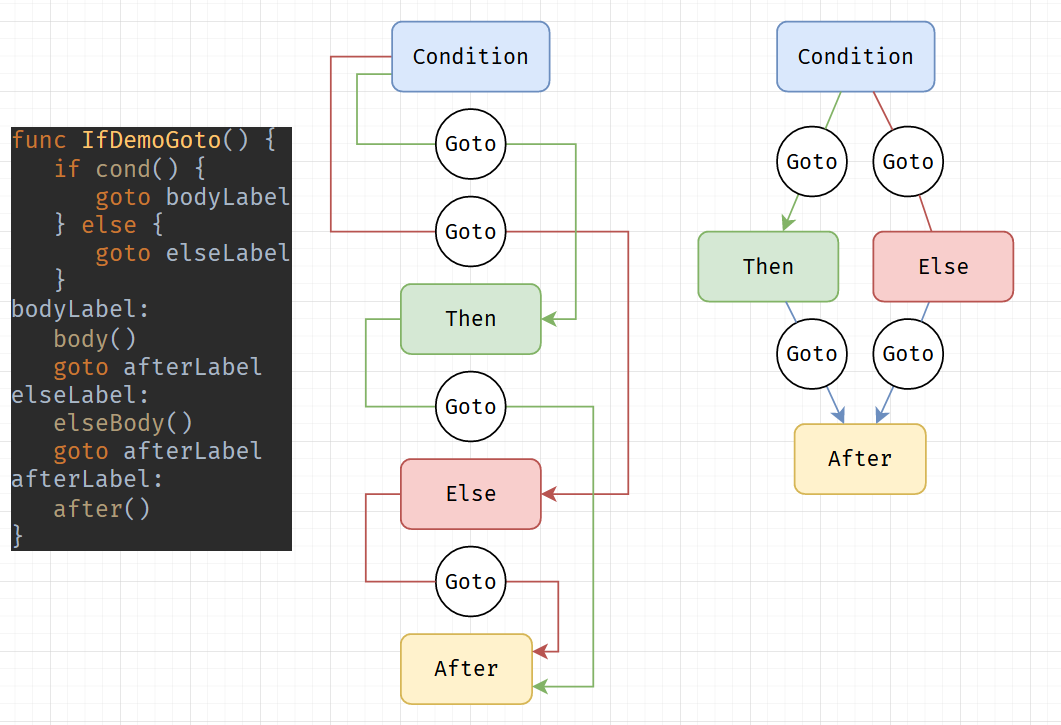 func IfDemoGoto() {
   if cond() {
      goto bodyLabel
   } else {
      goto elseLabel
   }
bodyLabel:
   body()
   goto afterLabel
elseLabel:
   elseBody()
   goto afterLabel
afterLabel:
   after()
}
Condition
Goto
Goto
Then
Goto
Else
Goto
After
Condition
Goto Goto
Then Else
Goto Goto
After